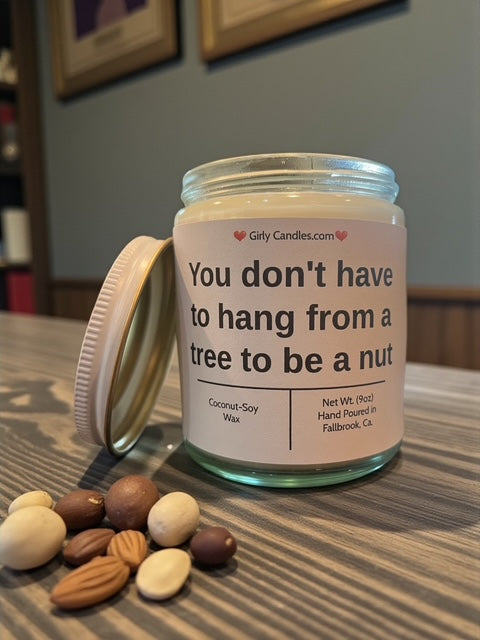 ❤ Girly Candles.com ❤
You don't have
to hang from a
tree to be a nut
Coconut-Soy
Wax
Net Wt. (9oz)
Hand Poured in
Fallbrook, Ca.